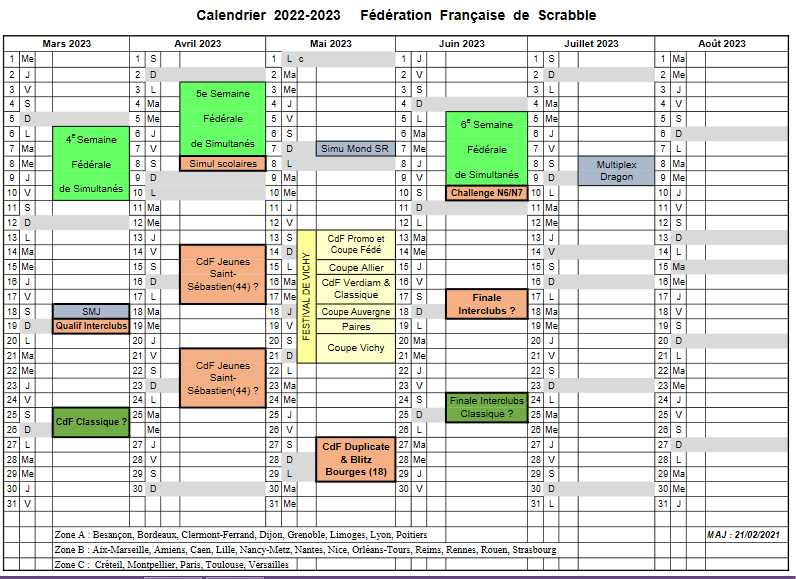 Calendrier 2022-2023 Fédération Française de Scrabble
Mars 2023 Avril 2023 Mai 2023 Juin 2023 Juillet 2023 Août 2023
1 Me 1 S 1 L c 1 J 1 S 1 Ma
2 J 2 D 2 Ma 2 V 2 D 2 Me
3 V 3 L 3 Me 3 S 3 L 3 J
4 S 4 Ma 4 J 4 D 4 Ma 4 V
5 D 5 Me 5 V 5 L 5 Me 5 S
6 L 6 J 6 S 6 Ma 6 J 6 D
7 Ma 7 V 7 D 7 Me 7 V 7 L
8 Me 8 S 8 L 8 J 8 S 8 Ma
9 J 9 D 9 Ma 9 V 9 D 9 Me
10 V 10 L 10 Me 10 S 10 L 10 J
11 S 11 Ma 11 J 11 D 11 Ma 11 V
12 D 12 Me 12 V 12 L 12 Me 12 S
13 L 13 J 13 S 13 Ma 13 J 13 D
14 Ma 14 V 14 D 14 Me 14 V 14 L
15 Me 15 S 15 L 15 J 15 S 15 Ma
16 J 16 D 16 Ma 16 V 16 D 16 Me
17 V 17 L 17 Me 17 S 17 L 17 J
18 S 18 Ma 18 J 18 D 18 Ma 18 V
19 D 19 Me 19 V 19 L 19 Me 19 S
20 L 20 J 20 S 20 Ma 20 J 20 D
21 Ma 21 V 21 D 21 Me 21 V 21 L
22 Me 22 S 22 L 22 J 22 S 22 Ma
23 J 23 D 23 Ma 23 V 23 D 23 Me
24 V 24 L 24 Me 24 S 24 L 24 J
25 S 25 Ma 25 J 25 D 25 Ma 25 V
26 D 26 Me 26 V 26 L 26 Me 26 S
27 L 27 J 27 S 27 Ma 27 J 27 D
28 Ma 28 V 28 D 28 Me 28 V 28 L
29 Me 29 S 29 L 29 J 29 S 29 Ma
30 J 30 D 30 Ma 30 V 30 D 30 Me
31 V 31 Me 31 L 31 J
4e Semaine
Fédérale
de Simultanés
SMJ
Qualif Interclubs
CdF Classique ?
5e Semaine
Fédérale
de Simultanés
Simul scolaires
CdF Jeunes
Saint-
Sébastien(44) ?
CdF Jeunes
Saint-
Sébastien(44) ?
Simu Mond SR
FESTIVAL DE VICHY
CdF Promo et
Coupe Fédé
Coupe Allier
CdF Verdiam &
Classique
Coupe Auvergne
Paires
Coupe Vichy
CdF Duplicate
& Blitz
Bourges (18)
6e Semaine
Fédérale
de Simultanés
Challenge N6/N7
Finale
Interclubs ?
Finale Interclubs
Classique ?
Multiplex
Dragon
Zone A : Besançon, Bordeaux, Clermont-Ferrand, Dijon, Grenoble, Limoges, Lyon, Poitiers
MAJ : 21/02/2021
Zone B : Aix-Marseille, Amiens, Caen, Lille, Nancy-Metz, Nantes, Nice, Orléans-Tours, Reims, Rennes, Rouen, Strasbourg
Zone C : Créteil, Montpellier, Paris, Toulouse, Versailles